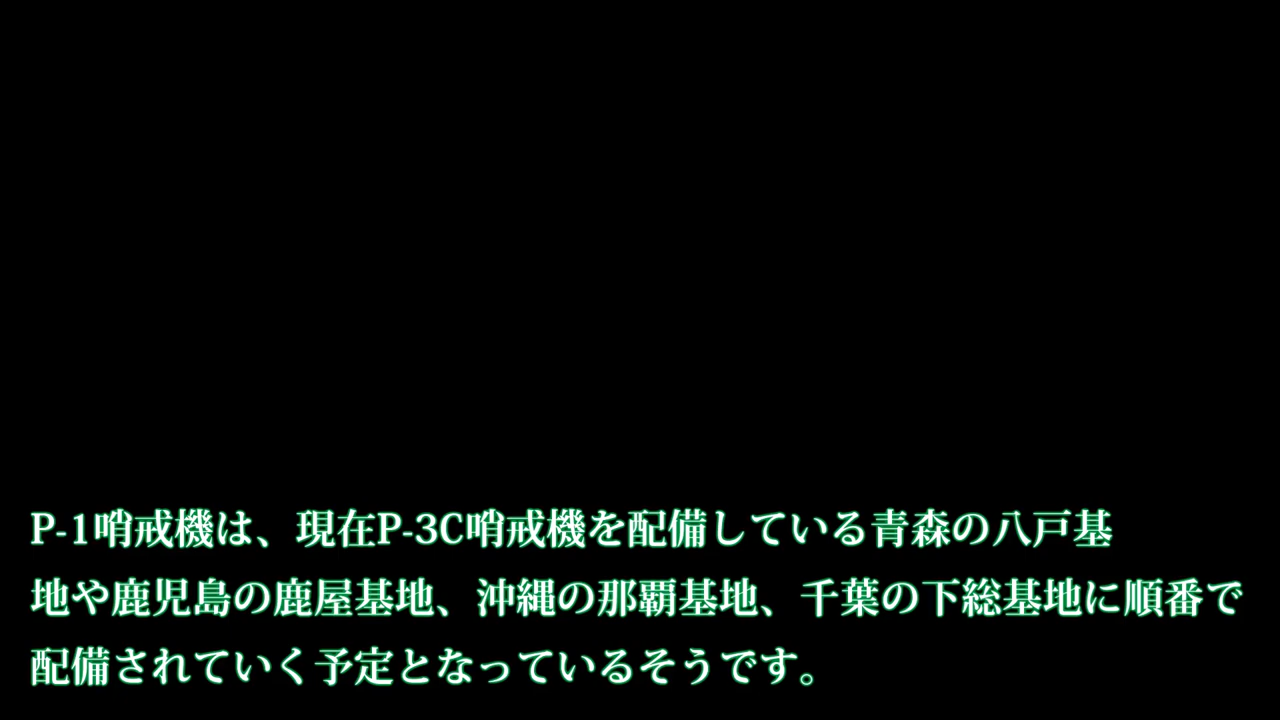 P-1哨戒機は、現在P-3C哨戒機を配備している青森の八戸基
地や鹿児島の鹿屋基地、沖縄の那覇基地、千葉の下総基地に順番で
配備されていく予定となっているそうです。